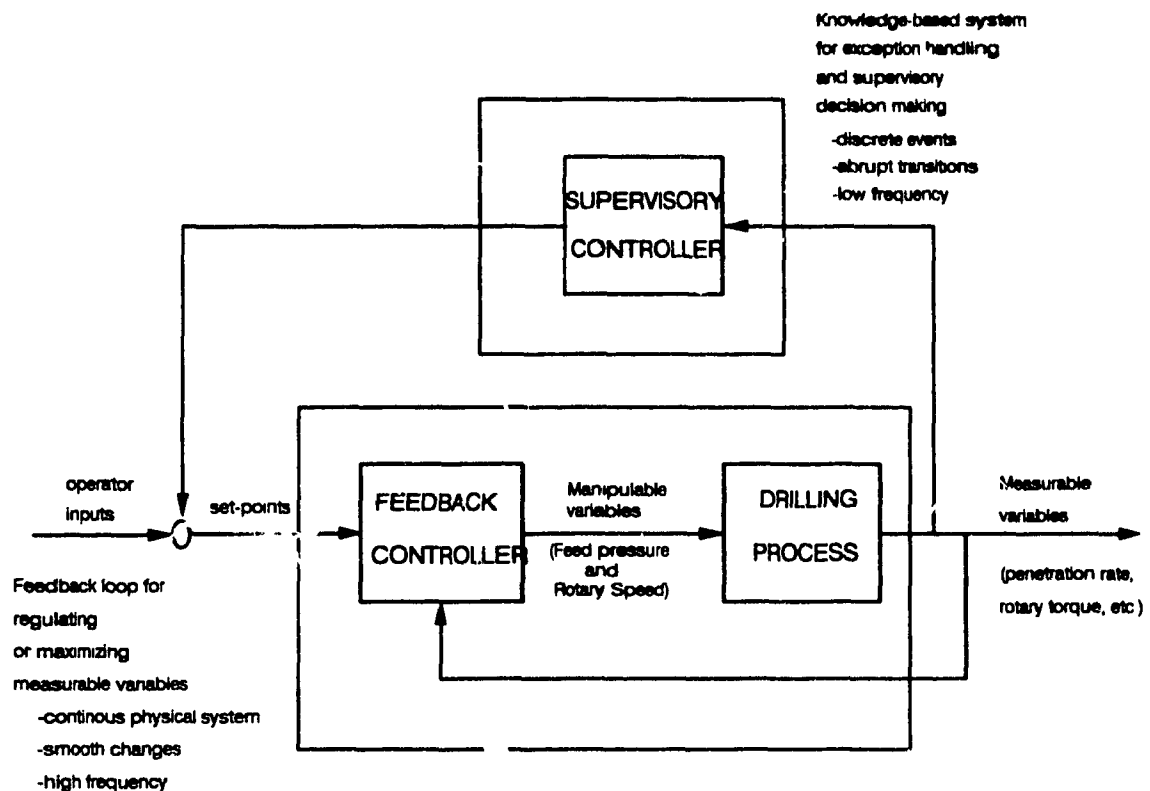 Knowledge-based system
for exception handling
and supervisory
decision making
-discrete events
-abrupt transitions
-low frequency
SUPERVISORY
CONTROLLER
operator
inputs
set-points
FEEDBACK
CONTROLLER
Manipulable
variables
(Feed pressure
and
Rotary Speed)
DRILLING
PROCESS
Measurable
variables
(penetration rate,
rotary torque, etc )
Feedback loop for
regulating
or maximizing
measurable variables
-continous physical system
-smooth changes
-high frequency